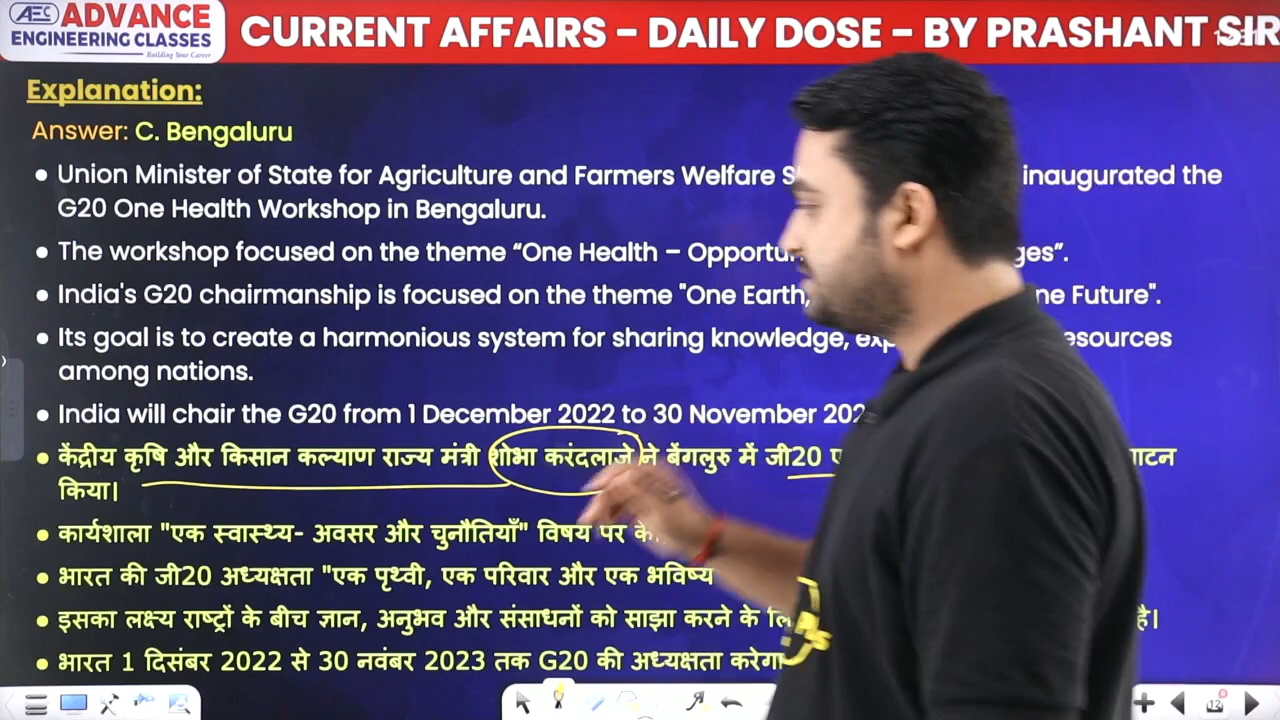 AEC ADVANCE
ENGINEERING CLASSES
Building Your Career
CURRENT AFFAIRS - DAILY DOSE - BY PRASHANT SIR
Explanation:
Answer: C. Bengaluru
• Union Minister of State for Agriculture and Farmers Welfare inaugurated the
G20 One Health Workshop in Bengaluru.
• The workshop focused on the theme “One Health –
• India's G20 chairmanship is focused on the theme "One Earth, Future".
• Its goal is to create a harmonious system for sharing knowledge,
among nations.
• India will chair the G20 from 1 December 2022 to 30 November
• केंद्रीय कृषि और किसान कल्याण राज्य मंत्री शोभा करंदलाजे ने बेंगलुरु में जी20
किया।
• कार्यशाला "एक स्वास्थ्य- अवसर और चुनौतियाँ" विषय पर
• भारत की जी20 अध्यक्षता "एक पृथ्वी, एक परिवार और एक भविष्य
• इसका लक्ष्य राष्ट्रों के बीच ज्ञान, अनुभव और संसाधनों को साझा करने के है।
• भारत 1 दिसंबर 2022 से 30 नवंबर 2023 तक G20 की अध्यक्षता करेगा
12